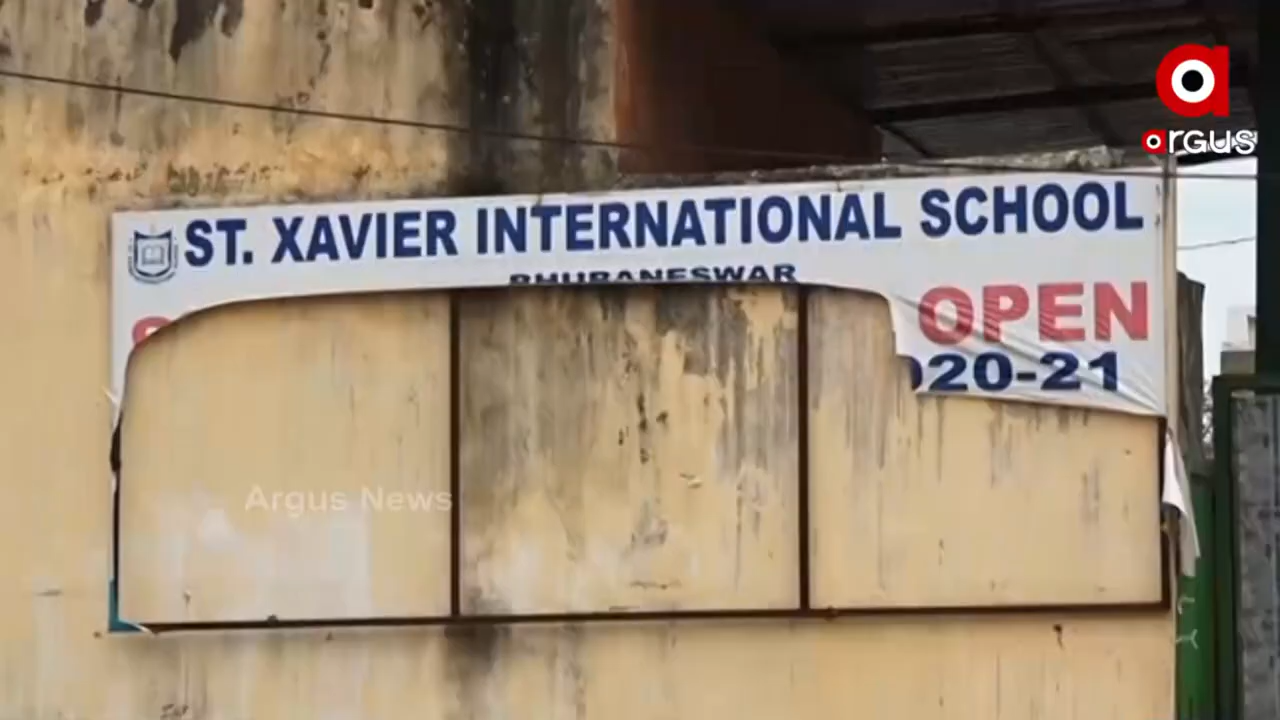 argus
ST. XAVIER INTERNATIONAL SCHOOL
BHUBANESWAR
OPEN
020-21
Argus News